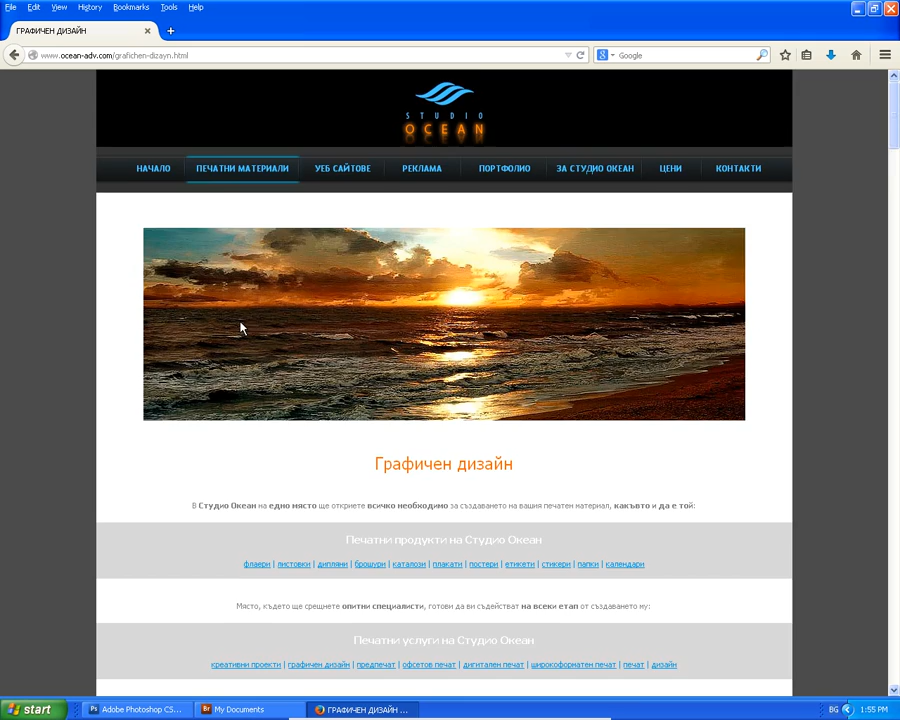 File Edit View History Bookmarks Tools Help
ГРАФИЧЕН ДИЗАЙН
www.ocean-adv.com/grafichen-dizayn.html
Google
STUDIO
OCEAN
НАЧАЛО ПЕЧАТНИ МАТЕРИАЛИ УЕБ САЙТОВЕ РЕКЛАМА ПОРТФОЛИО ЗА СТУДИО ОКЕАН ЦЕНИ КОНТАКТИ
Графичен дизайн
В Студио Океан на едно място ще откриете всичко необходимо за създаването на вашия печатен материал, какъвто и да е той:
Печатни продукти на Студио Океан
флаери | листовки | дипляни | брошури | каталози | плакати | постери | етикети | стикери | папки | календари
Място, където ще срещнете опитни специалисти, готови да ви съдействат на всеки етап от създаването му:
Печатни услуги на Студио Океан
креативни проекти | графичен дизайн | предпечат | офсетов печат | дигитален печат | широкоформатен печат | печат | дизайн
start Ps Adobe Photoshop CS... Br My Documents ГРАФИЧЕН ДИЗАЙН ... BG 1:55 PM